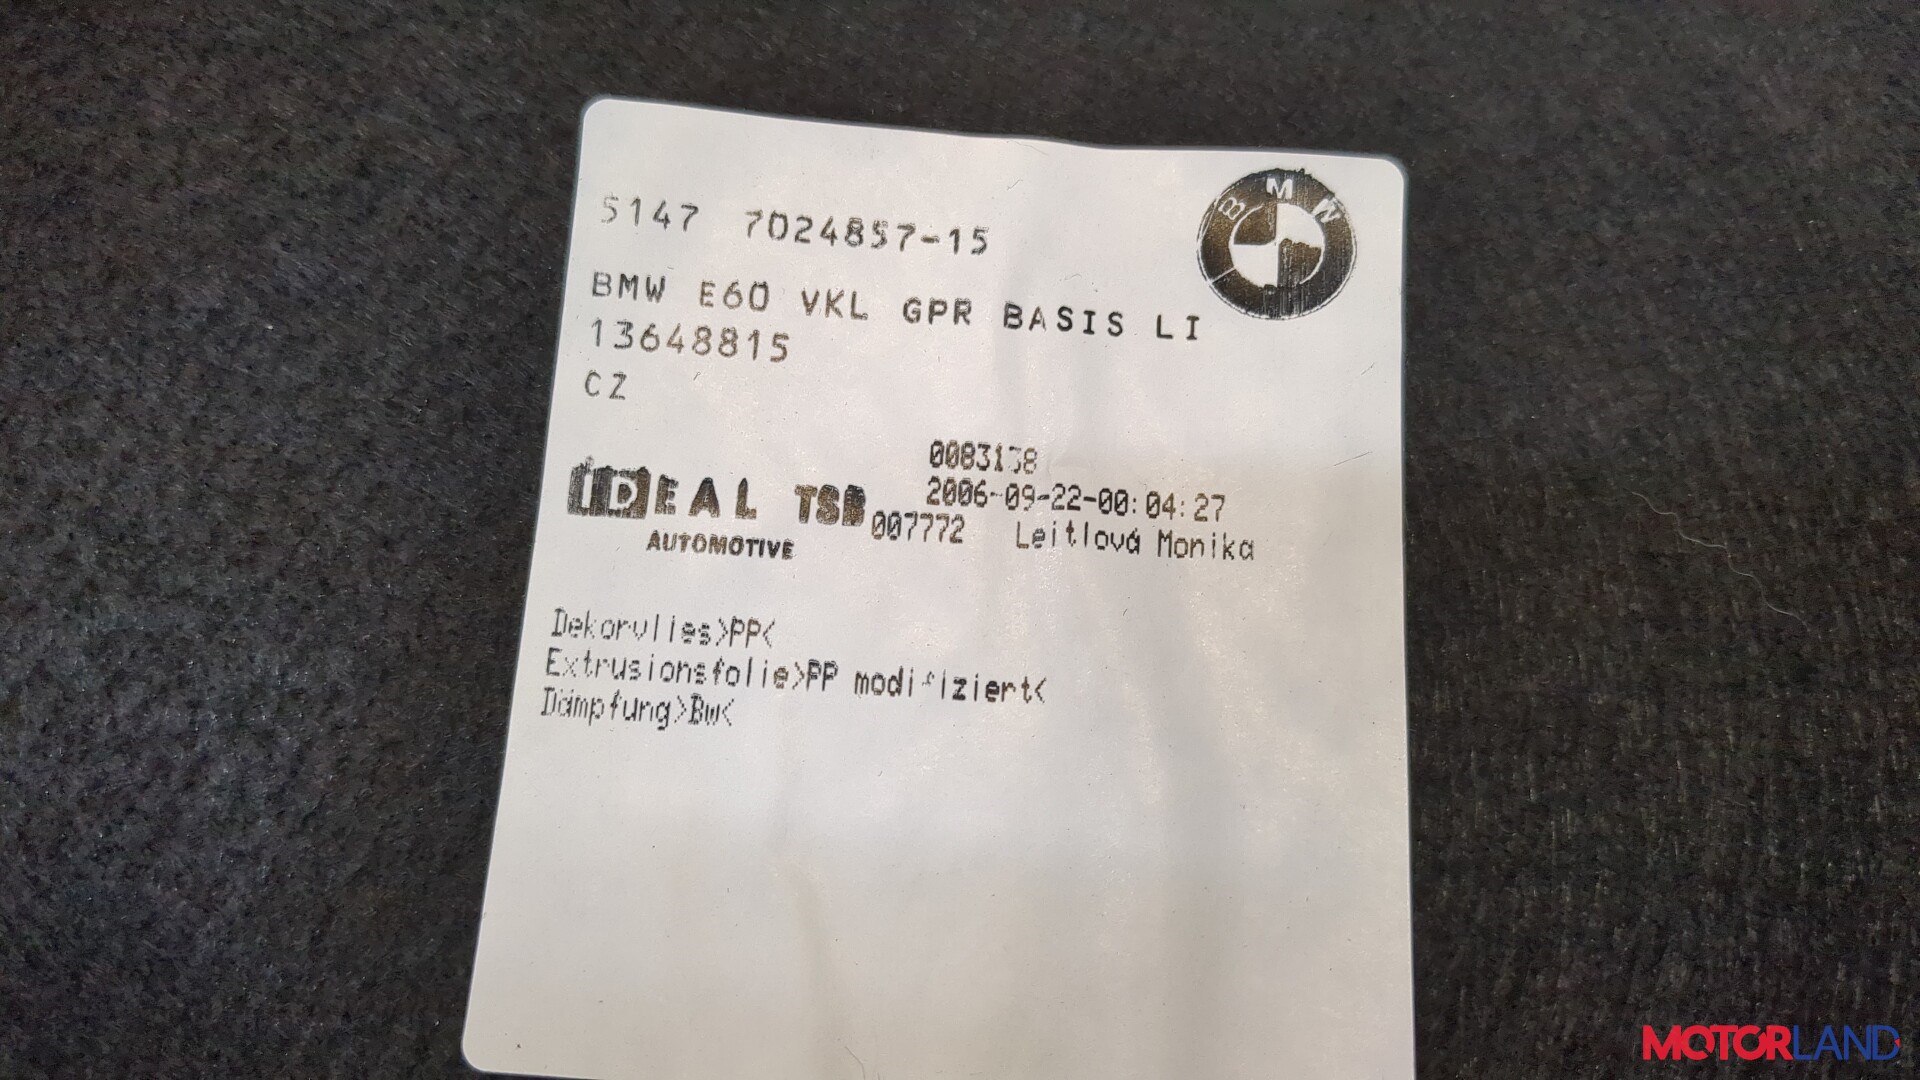 5147 7024857-15
BMW
BMW E60 VKL GPR BASIS LI
13648815
CZ
0083138
IDEAL TSD 2006-09-22-00:04:27
AUTOMOTIVE 007772 Leitlová Monika
Dekorvlies>PP<
Extrusionsfolie>PP modifiziert<
Dämpfung>Bw<
MOTORLAND